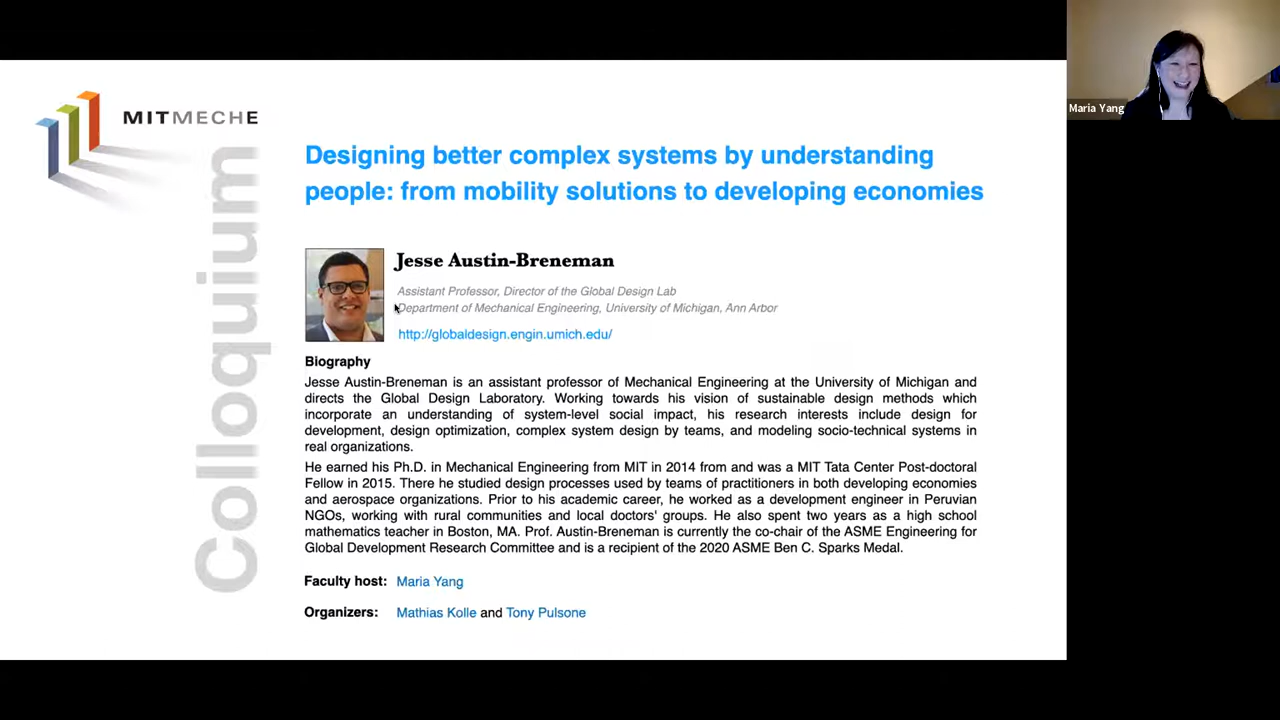 MITMECHE
Colloquium
Designing better complex systems by understanding
people: from mobility solutions to developing economies
Jesse Austin-Breneman
Assistant Professor, Director of the Global Design Lab
Department of Mechanical Engineering, University of Michigan, Ann Arbor
http://globaldesign.engin.umich.edu/
Biography
Jesse Austin-Breneman is an assistant professor of Mechanical Engineering at the University of Michigan and
directs the Global Design Laboratory. Working towards his vision of sustainable design methods which
incorporate an understanding of system-level social impact, his research interests include design for
development, design optimization, complex system design by teams, and modeling socio-technical systems in
real organizations.
He earned his Ph.D. in Mechanical Engineering from MIT in 2014 from and was a MIT Tata Center Post-doctoral
Fellow in 2015. There he studied design processes used by teams of practitioners in both developing economies
and aerospace organizations. Prior to his academic career, he worked as a development engineer in Peruvian
NGOs, working with rural communities and local doctors' groups. He also spent two years as a high school
mathematics teacher in Boston, MA. Prof. Austin-Breneman is currently the co-chair of the ASME Engineering for
Global Development Research Committee and is a recipient of the 2020 ASME Ben C. Sparks Medal.
Faculty host: Maria Yang
Organizers: Mathias Kolle and Tony Pulsone
Maria Yang